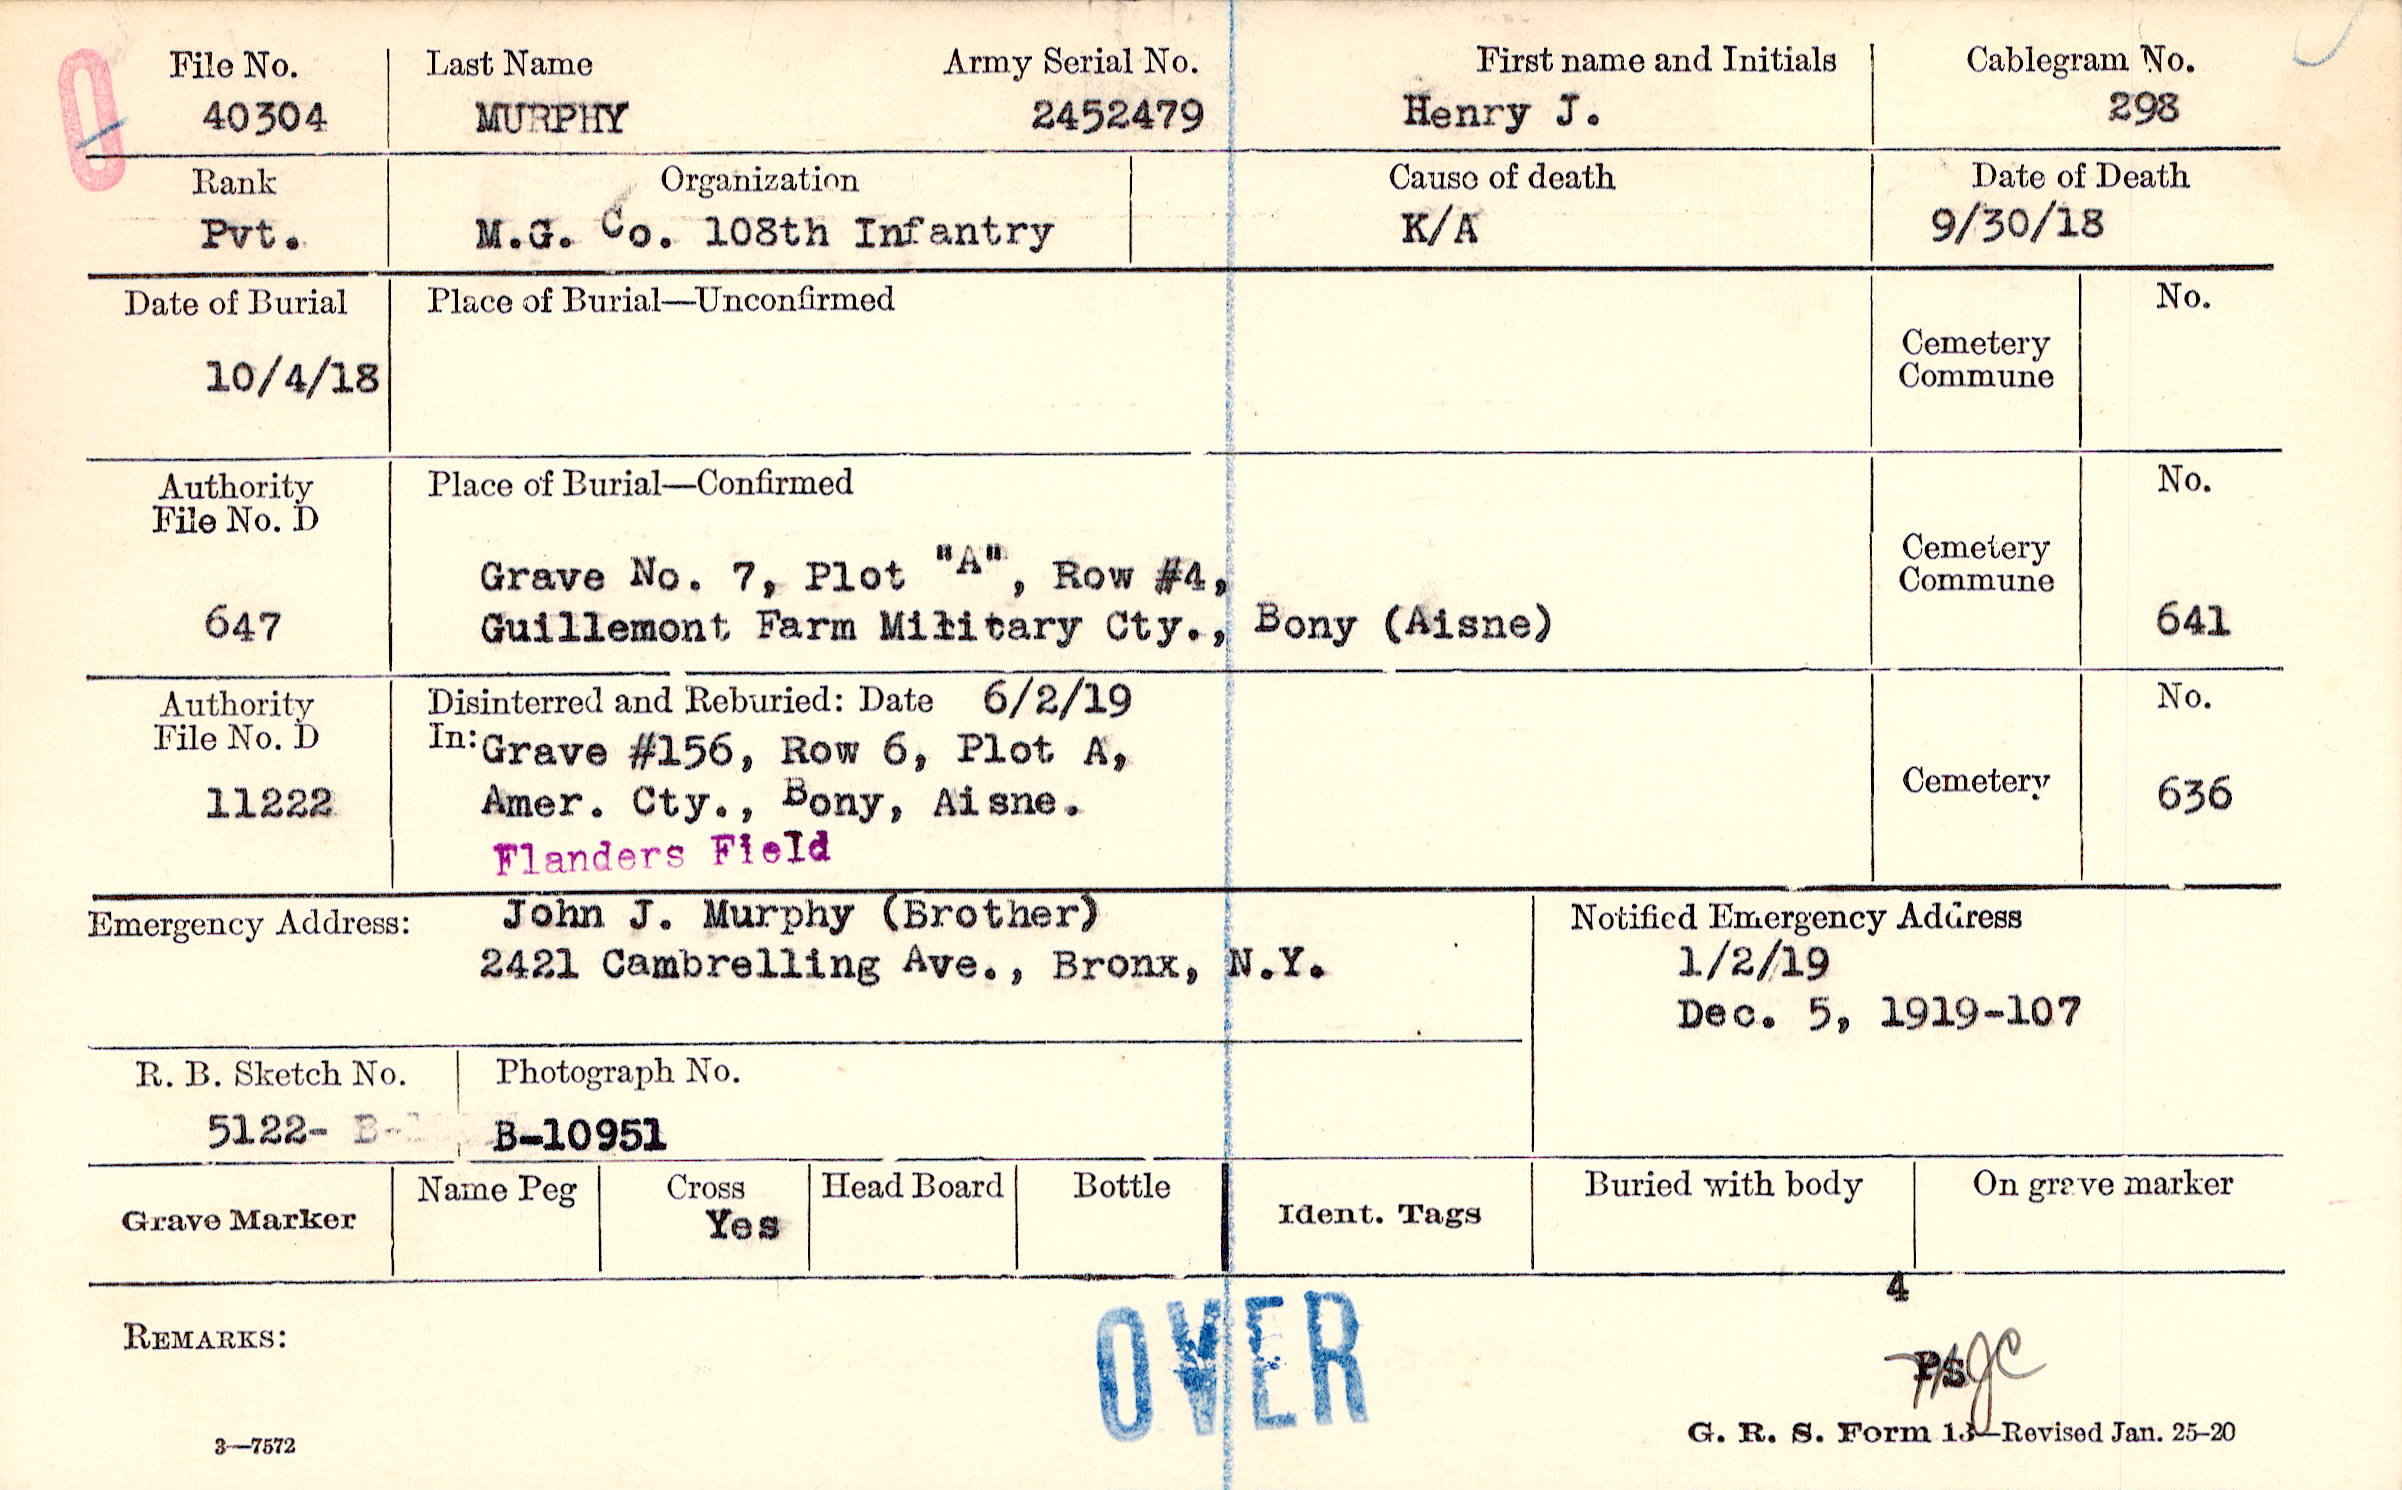 File No. Last Name Army Serial No. First name and Initials Cablegram No.
40304 MURPHY 2452479 Henry J. 298
Rank Organization Cause of death Date of Death
Pvt. M.G. Co. 108th Infantry K/A 9/30/18
Date of Burial Place of Burial—Unconfirmed No.
Cemetery
Commune
10/4/18
Authority Place of Burial—Confirmed No.
File No. D
Cemetery
Commune
Grave No. 7, Plot "A", Row #4,
647 Guillemont Farm Military Cty., Bony (Aisne) 641
Authority Disinterred and Reburied: Date 6/2/19 No.
File No. D In: Grave #156, Row 6, Plot A,
11222 Amer. Cty., Bony, Aisne. Cemetery 636
Flanders Field
Emergency Address: John J. Murphy (Brother) Notified Emergency Address
2421 Cambrelling Ave., Bronx, N.Y. 1/2/19
Dec. 5, 1919-107
R. B. Sketch No. Photograph No.
5122- B-10951
Grave Marker Name Peg Cross Head Board Bottle Ident. Tags Buried with body On grave marker
Yes
4
REMARKS:
OVER
PS JC
3—7572 G. R. S. Form 13—Revised Jan. 25-20